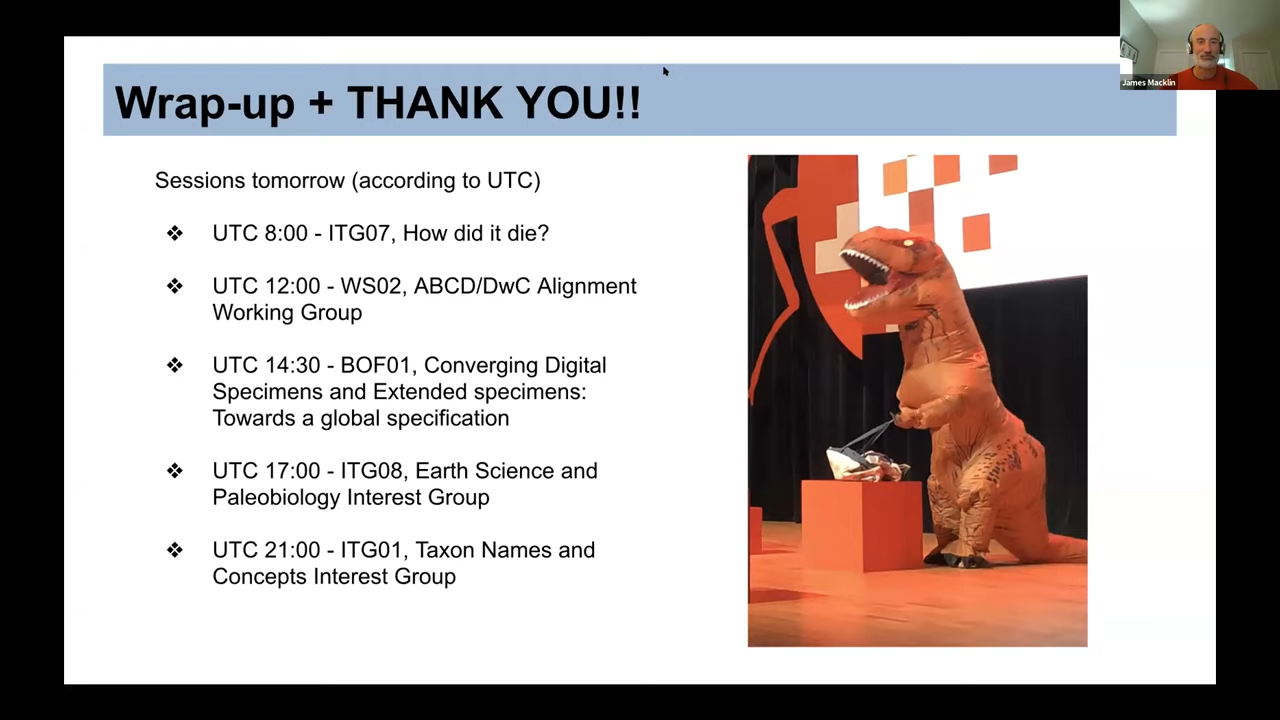 James Macklin
Wrap-up + THANK YOU!!
Sessions tomorrow (according to UTC)
❖ UTC 8:00 - ITG07, How did it die?
❖ UTC 12:00 - WS02, ABCD/DwC Alignment
Working Group
❖ UTC 14:30 - BOF01, Converging Digital
Specimens and Extended specimens:
Towards a global specification
❖ UTC 17:00 - ITG08, Earth Science and
Paleobiology Interest Group
❖ UTC 21:00 - ITG01, Taxon Names and
Concepts Interest Group